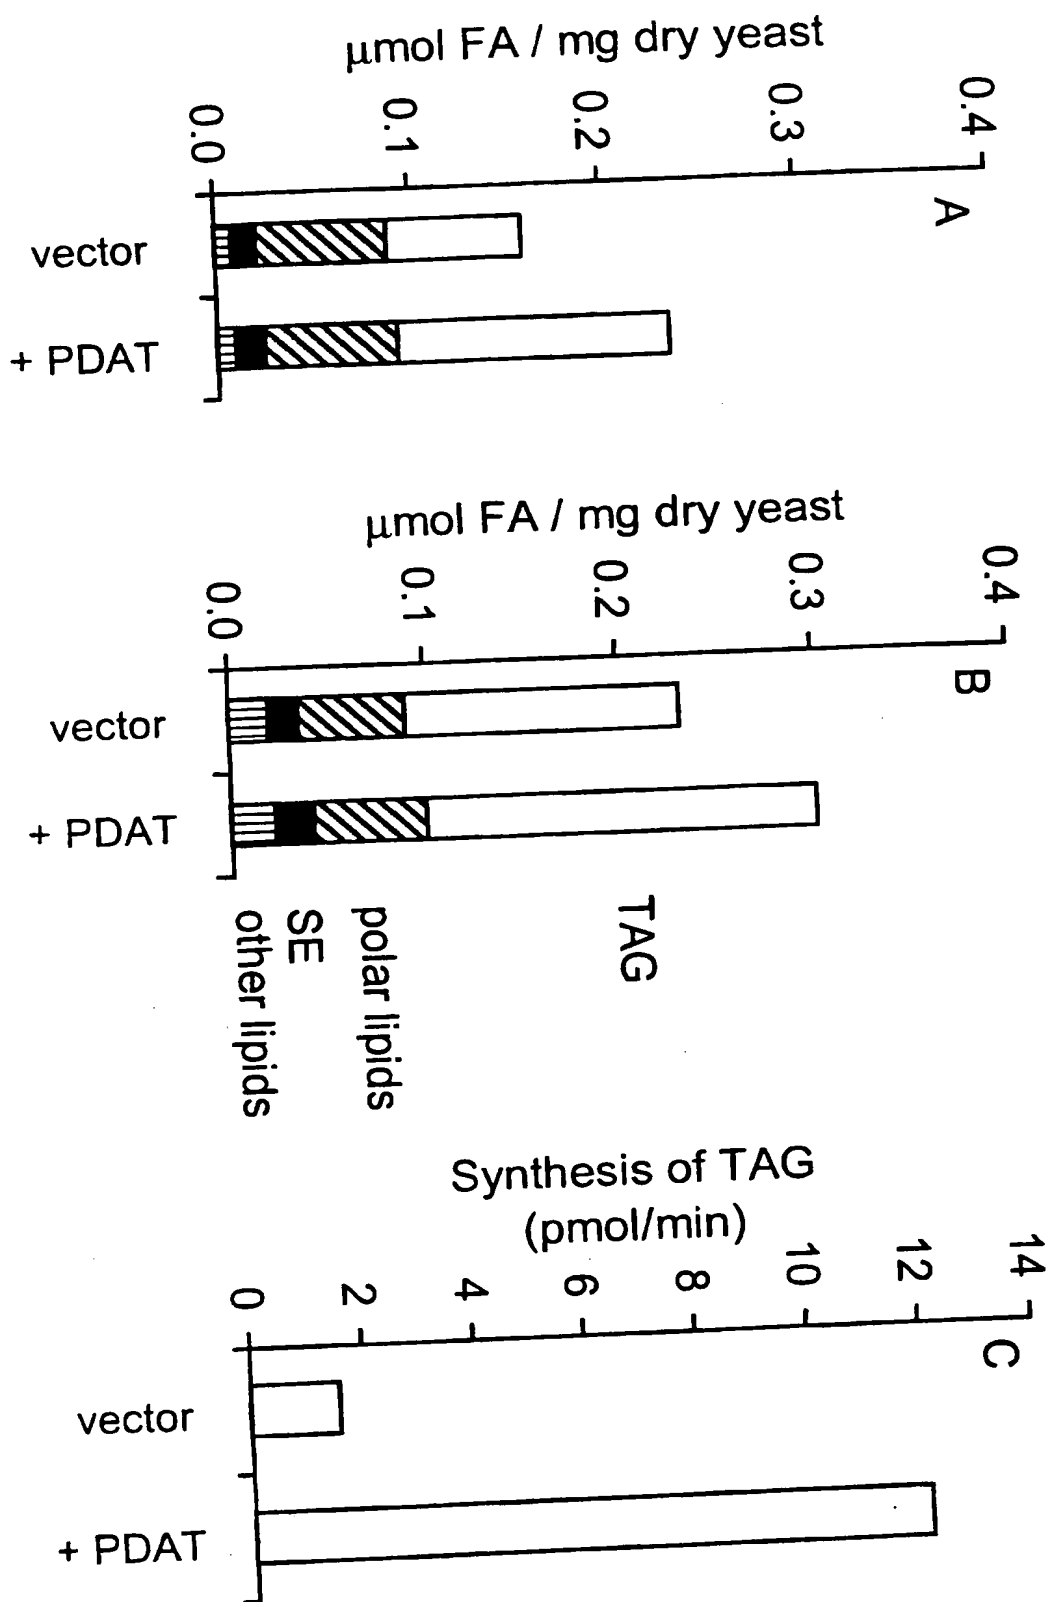 μmol FA / mg dry yeast
0.0
0.1
0.2
0.3
0.4
A
vector
+ PDAT
μmol FA / mg dry yeast
0.0
0.1
0.2
0.3
0.4
B
vector
+ PDAT
TAG
polar lipids
SE
other lipids
Synthesis of TAG
(pmol/min)
0
2
4
6
8
10
12
14
C
vector
+ PDAT